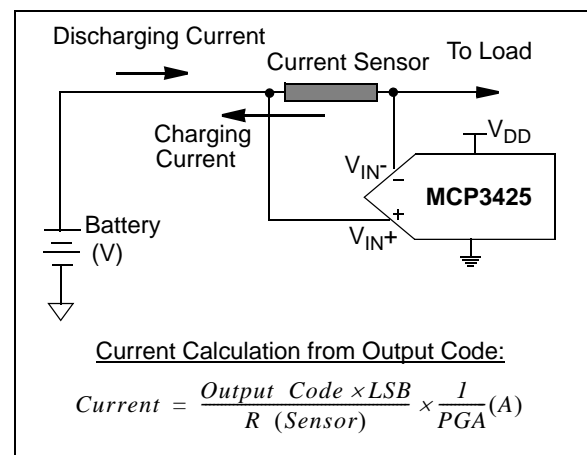 Discharging Current
Current Sensor
To Load
Charging
Current
VDD
VIN-
−
MCP3425
+
VIN+
Battery
(V)
Current Calculation from Output Code:
Current = (Output Code × LSB) / (R (Sensor)) × 1/PGA (A)